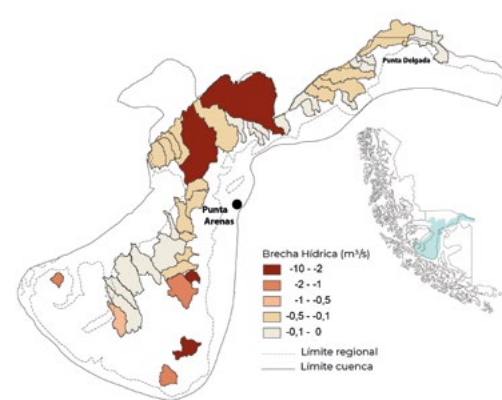 Punta Delgada
Punta
Arenas
Brecha Hídrica (m³/s)
-10 - -2
-2 - -1
-1 - -0,5
-0,5 - -0,1
-0,1 - 0
Límite regional
Límite cuenca